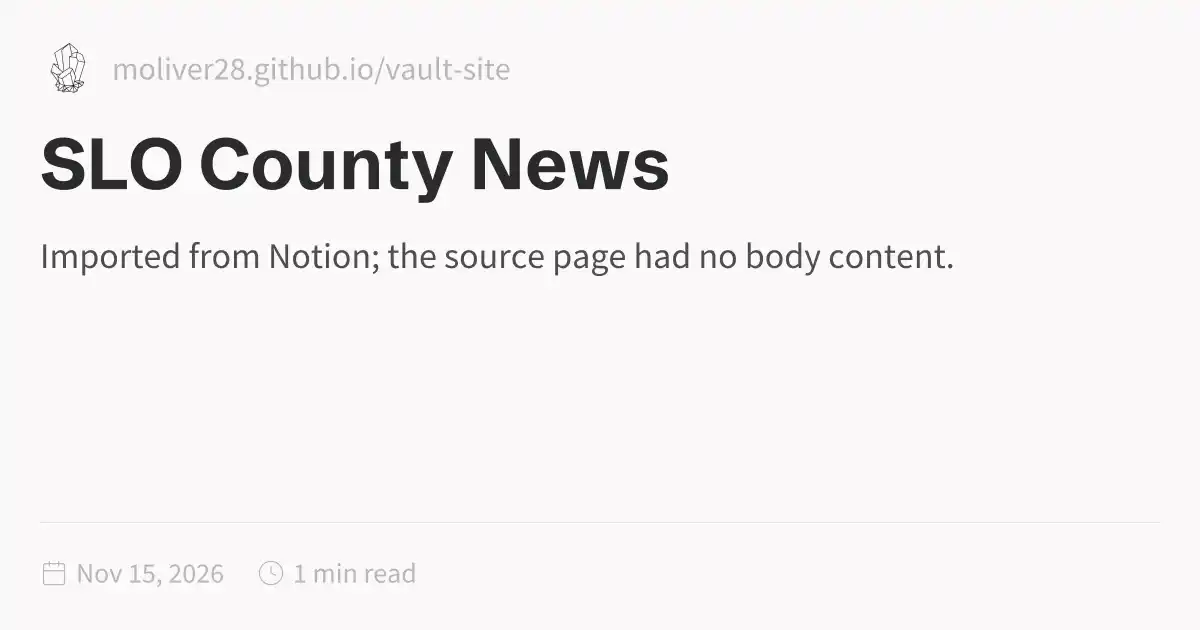 moliver28.github.io/vault-site
SLO County News
Imported from Notion; the source page had no body content.
Nov 15, 2026 1 min read